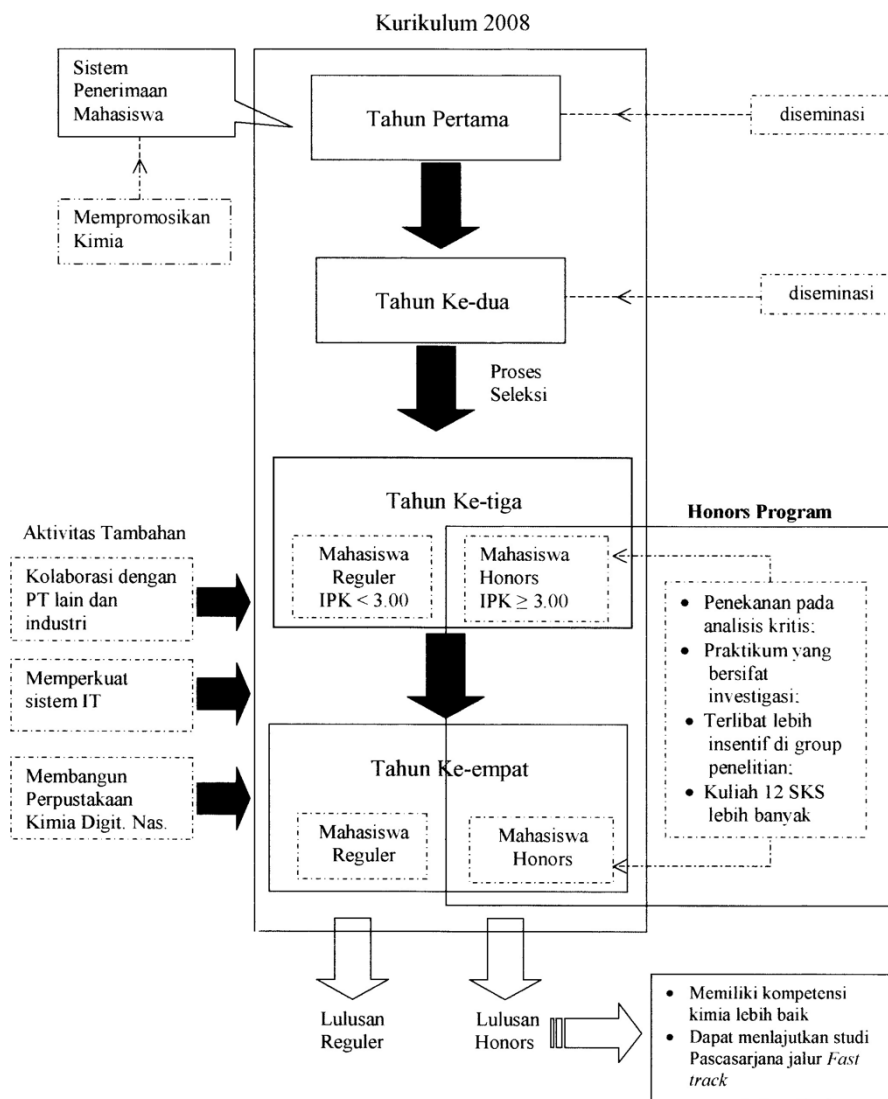 Kurikulum 2008
Sistem
Penerimaan
Mahasiswa
Tahun Pertama
diseminasi
Mempromosikan
Kimia
Tahun Ke-dua
diseminasi
Proses
Seleksi
Tahun Ke-tiga
Honors Program
Aktivitas Tambahan
Mahasiswa
Reguler
IPK < 3.00
Mahasiswa
Honors
IPK ≥ 3.00
Kolaborasi dengan
PT lain dan
industri
Memperkuat
sistem IT
Membangun
Perpustakaan
Kimia Digit. Nas.
• Penekanan pada
analisis kritis;
• Praktikum yang
bersifat
investigasi;
• Terlibat lebih
insentif di group
penelitian;
• Kuliah 12 SKS
lebih banyak
Tahun Ke-empat
Mahasiswa
Reguler
Mahasiswa
Honors
Lulusan
Reguler
Lulusan
Honors
• Memiliki kompetensi
kimia lebih baik
• Dapat menlajutkan studi
Pascasarjana jalur Fast
track